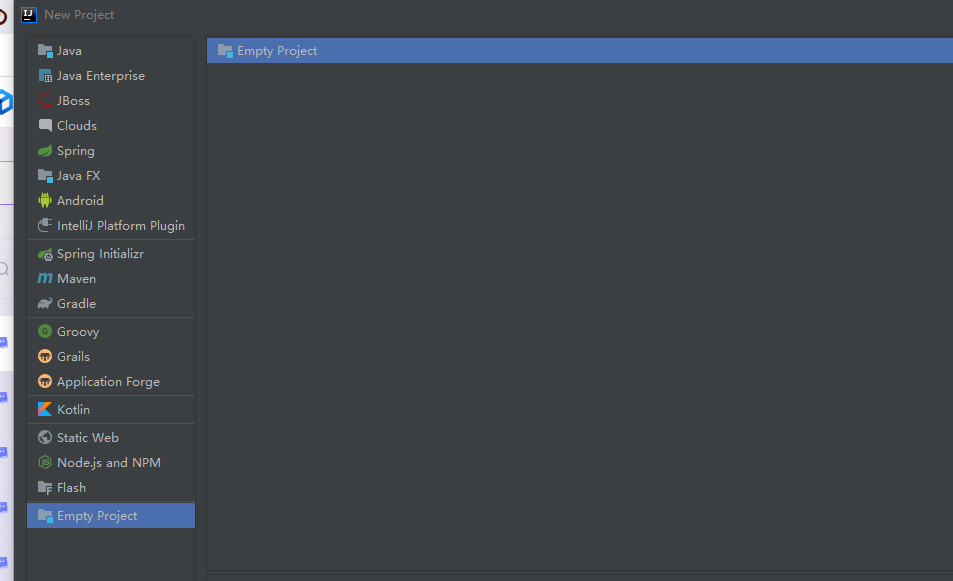 IJ
New Project
Java
Java Enterprise
JBoss
Clouds
Spring
Java FX
Android
IntelliJ Platform Plugin
Spring Initializr
Maven
Gradle
Groovy
Grails
Application Forge
Kotlin
Static Web
Node.js and NPM
Flash
Empty Project
Empty Project